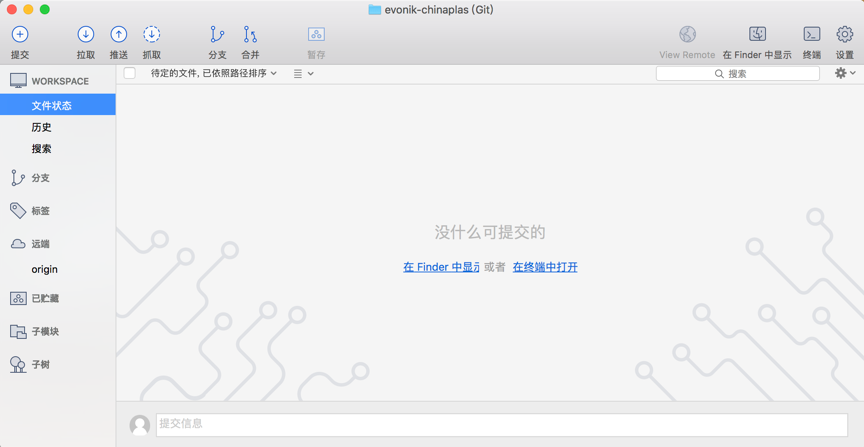 evonik-chinaplas (Git)
提交 拉取 推送 抓取 分支 合并 暂存 View Remote 在 Finder 中显示 终端 设置
WORKSPACE
待定的文件, 已依照路径排序
搜索
文件状态
历史
搜索
分支
标签
远端
origin
已贮藏
子模块
子树
没什么可提交的
在 Finder 中显示 或者 在终端中打开
提交信息